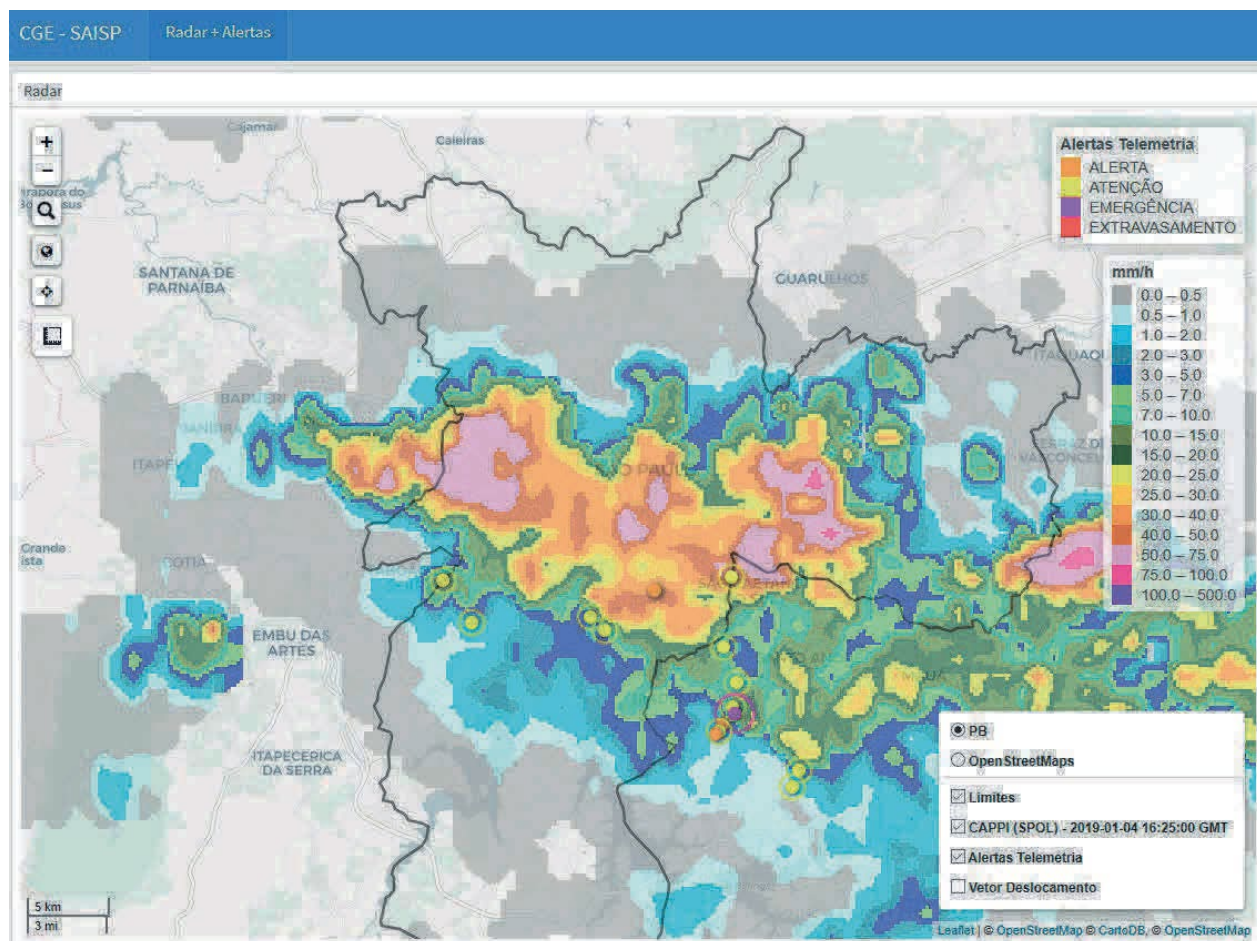 CGE - SAISP Radar + Alertas
Radar
+
−
Cajamar
Caieiras
SANTANA DE
PARNAÍBA
GUARULHOS
Alertas Telemetria
ALERTA
ATENÇÃO
EMERGÊNCIA
EXTRAVASAMENTO
mm/h
0.0 – 0.5
0.5 – 1.0
1.0 – 2.0
2.0 – 3.0
3.0 – 5.0
5.0 – 7.0
7.0 – 10.0
10.0 – 15.0
15.0 – 20.0
20.0 – 25.0
25.0 – 30.0
30.0 – 40.0
40.0 – 50.0
50.0 – 75.0
75.0 – 100.0
100.0 – 500.0
BARUERI
COTIA
Grande
EMBU DAS
ARTES
ITAPECERICA
DA SERRA
PB
OpenStreetMaps
Limites
CAPPI (SPOL) - 2019-01-04 16:25:00 GMT
Alertas Telemetria
Vetor Deslocamento
5 km
3 mi
Leaflet | © OpenStreetMap © CartoDB, © OpenStreetMap